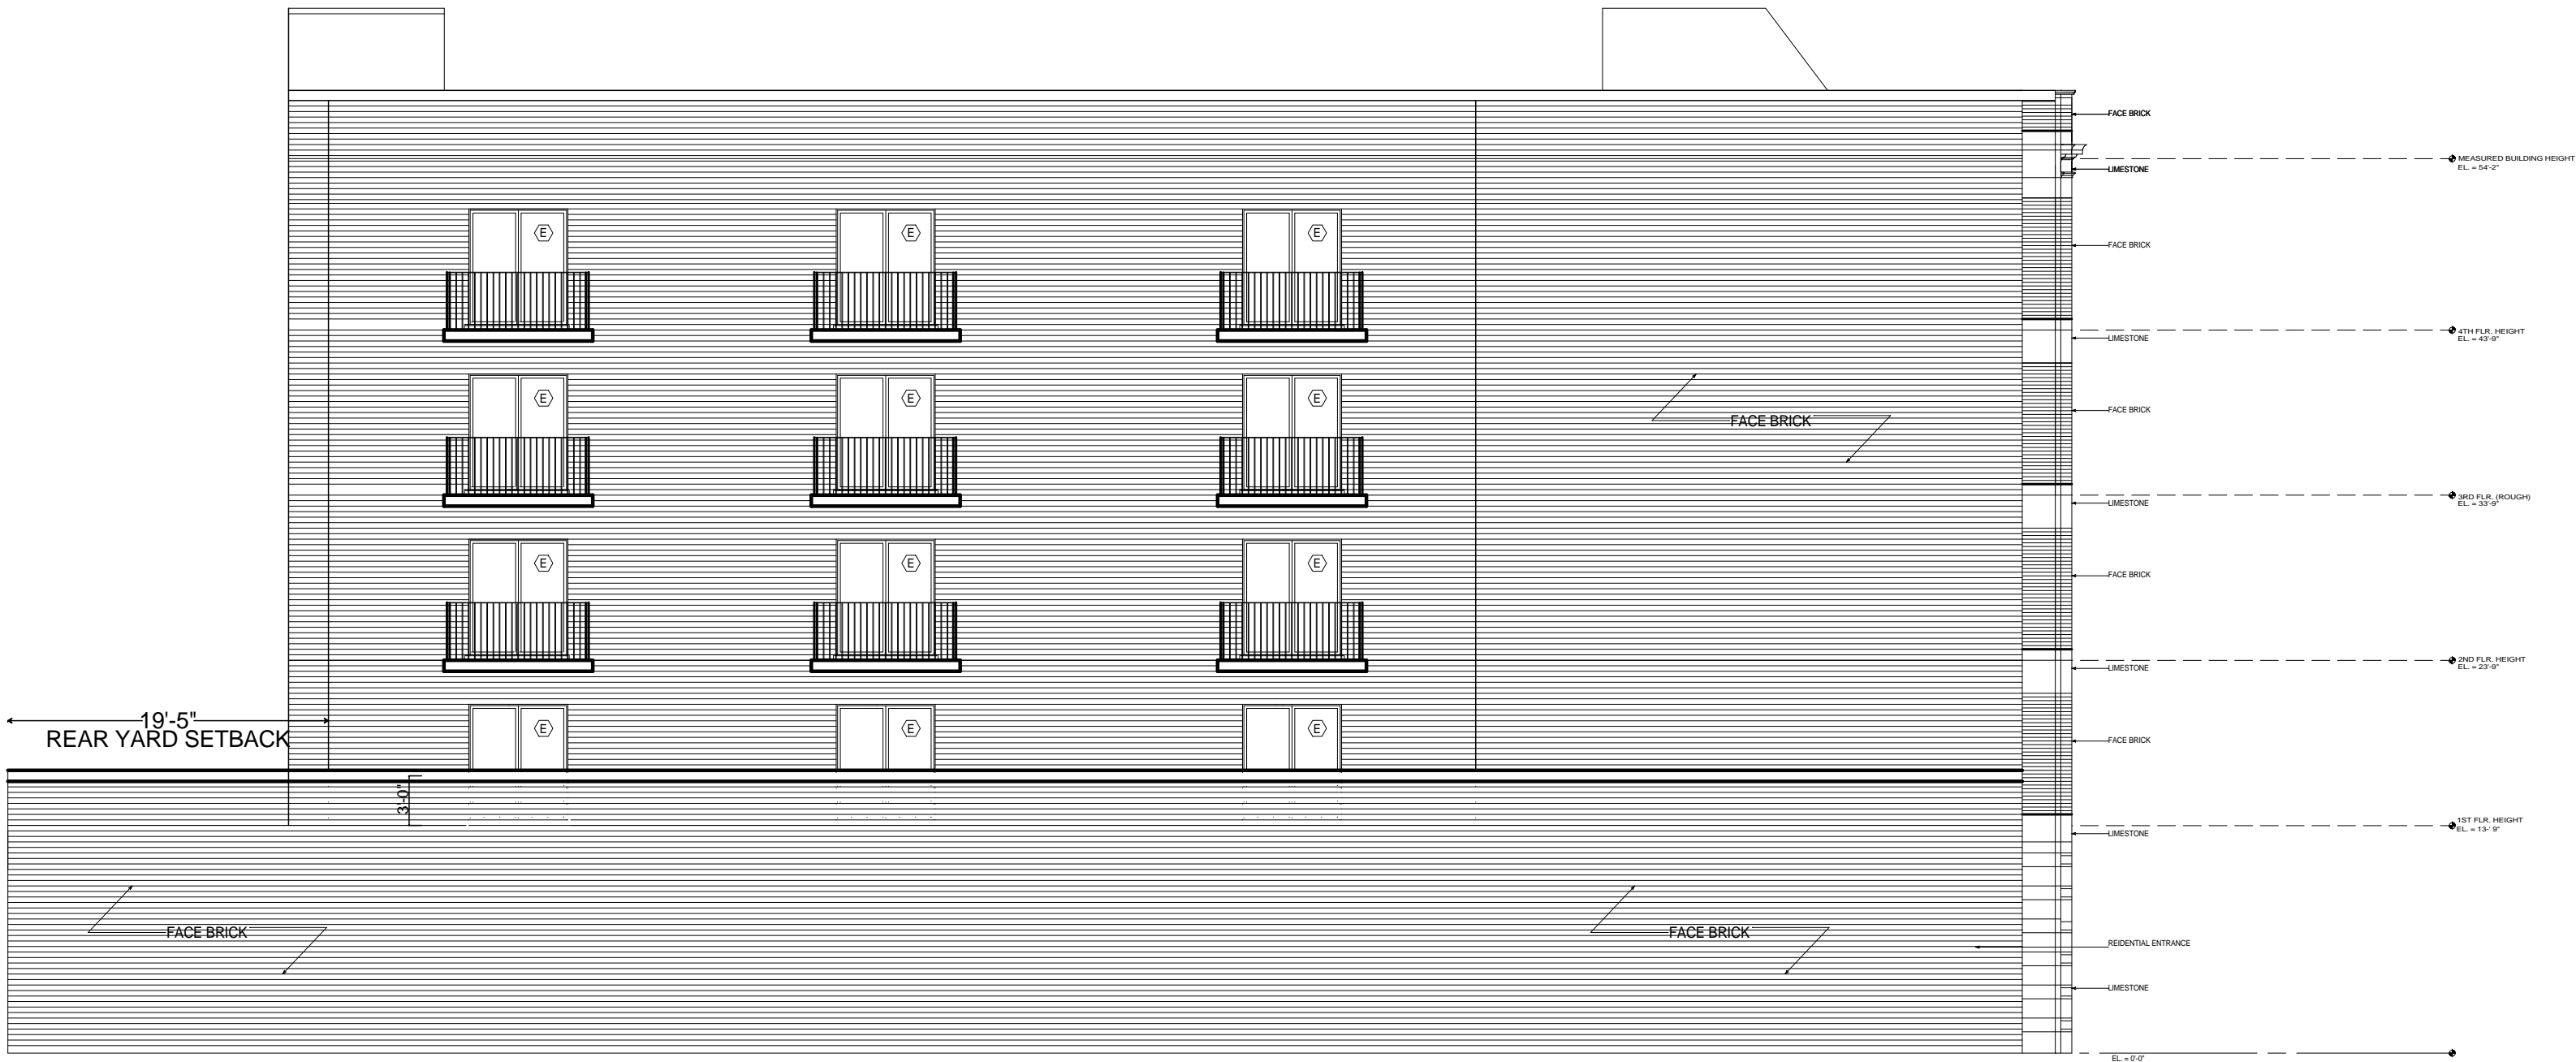 FACE BRICK
MEASURED BUILDING HEIGHT
EL. = 54'-2"
LIMESTONE
E
E
E
FACE BRICK
4TH FLR. HEIGHT
EL. = 43'-9"
LIMESTONE
E
E
E
FACE BRICK
FACE BRICK
3RD FLR. (ROUGH)
EL. = 33'-9"
LIMESTONE
E
E
E
FACE BRICK
2ND FLR. HEIGHT
EL. = 23'-9"
LIMESTONE
19'-5"
REAR YARD SETBACK
E
E
E
FACE BRICK
3'-0"
1ST FLR. HEIGHT
EL. = 13-' 9"
LIMESTONE
FACE BRICK
FACE BRICK
REIDENTIAL ENTRANCE
LIMESTONE
EL. = 0'-0"